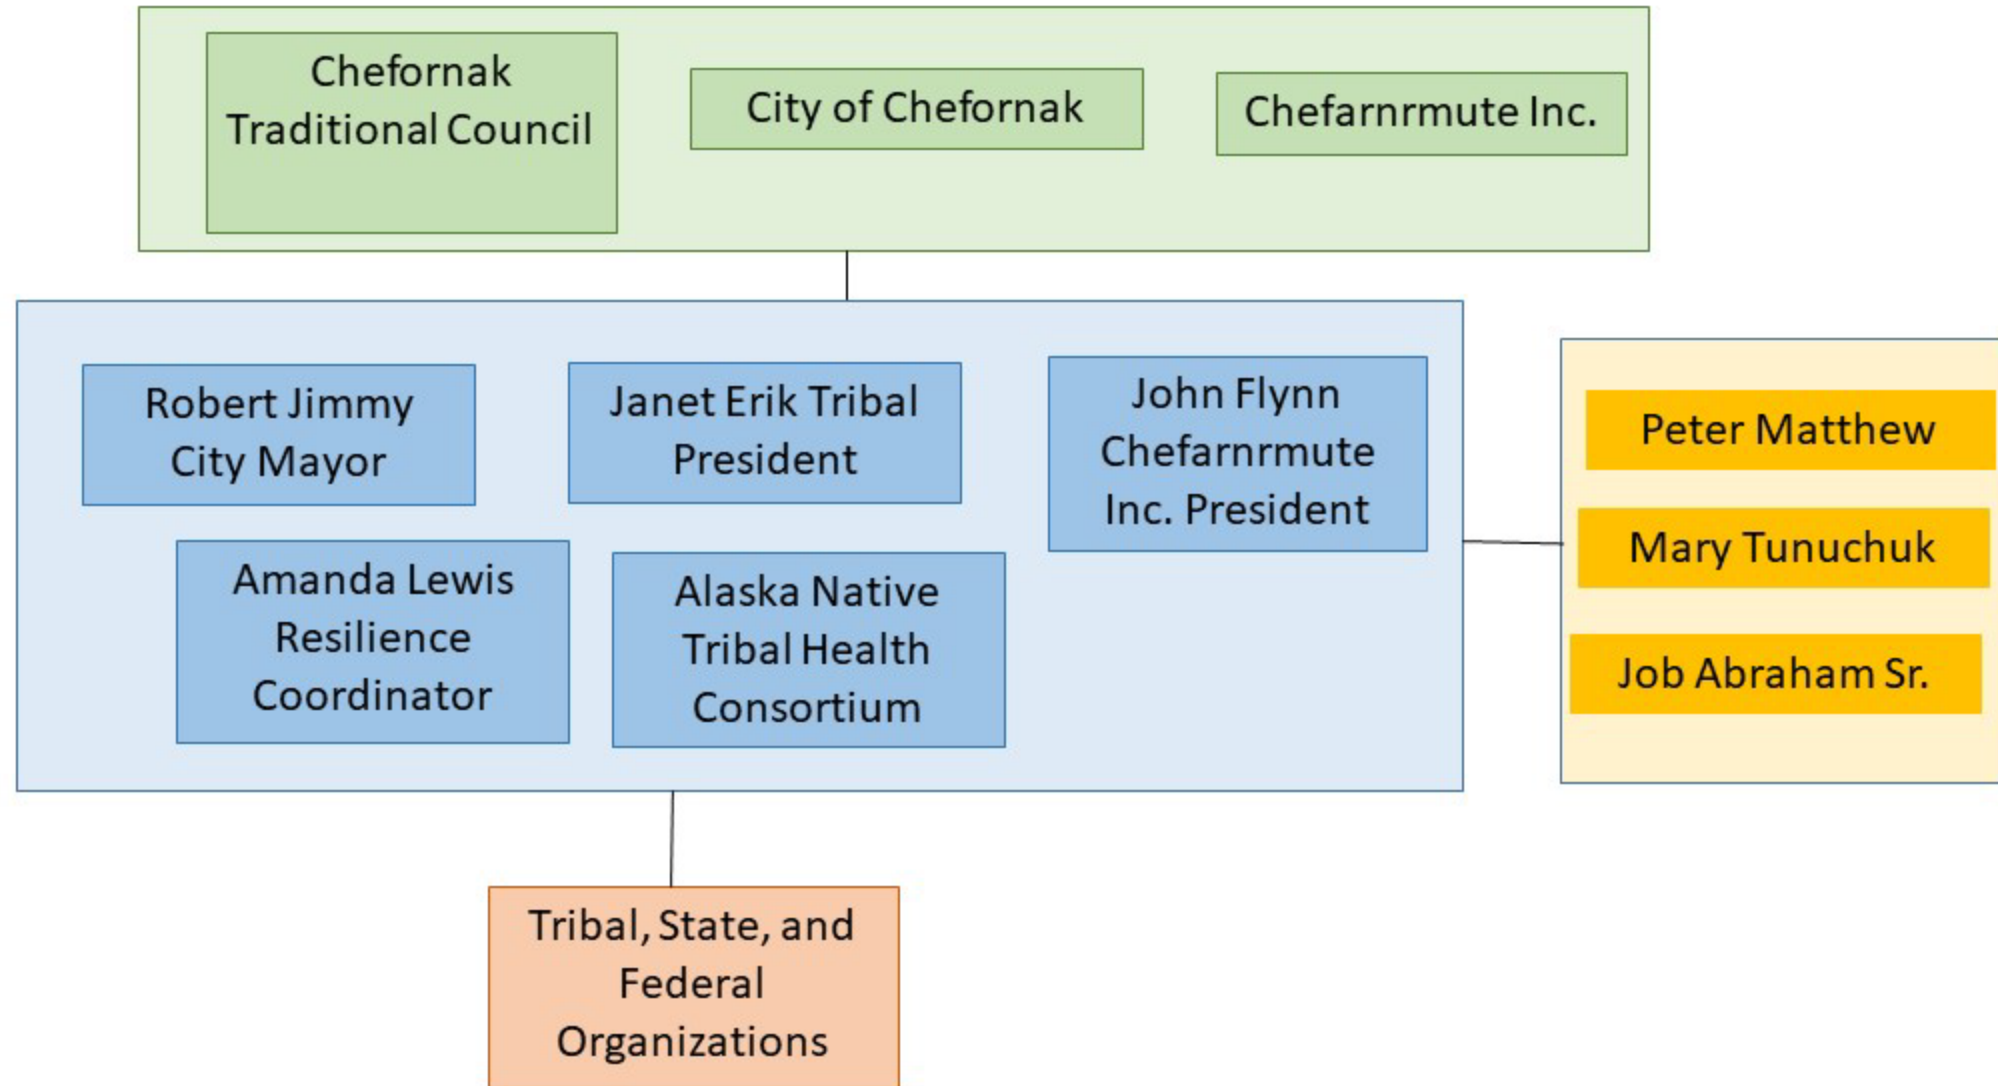 Chefornak
Traditional Council
City of Chefornak
Chefarnrmute Inc.
Robert Jimmy
City Mayor
Janet Erik Tribal
President
John Flynn
Chefarnrmute
Inc. President
Amanda Lewis
Resilience
Coordinator
Alaska Native
Tribal Health
Consortium
Peter Matthew
Mary Tunuchuk
Job Abraham Sr.
Tribal, State, and
Federal
Organizations